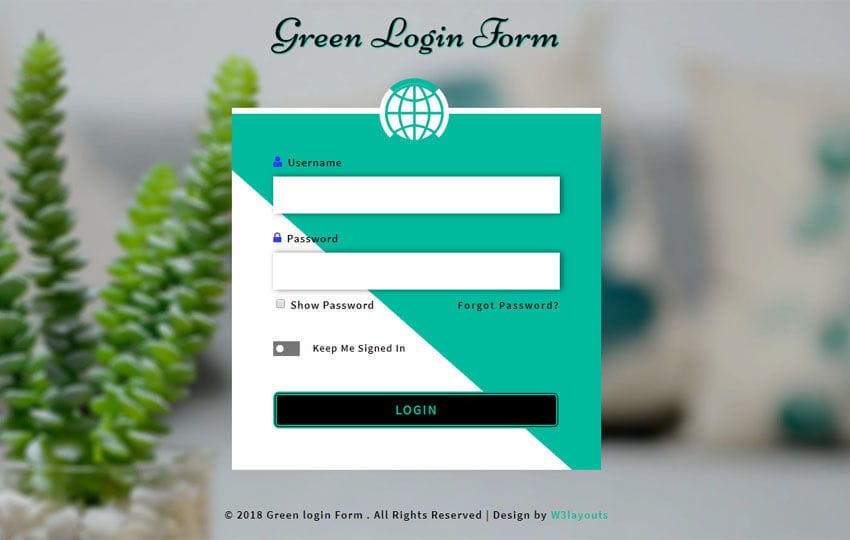 Green Login Form
Username
Password
Show Password Forgot Password?
Keep Me Signed In
LOGIN
© 2018 Green login Form . All Rights Reserved | Design by W3layouts